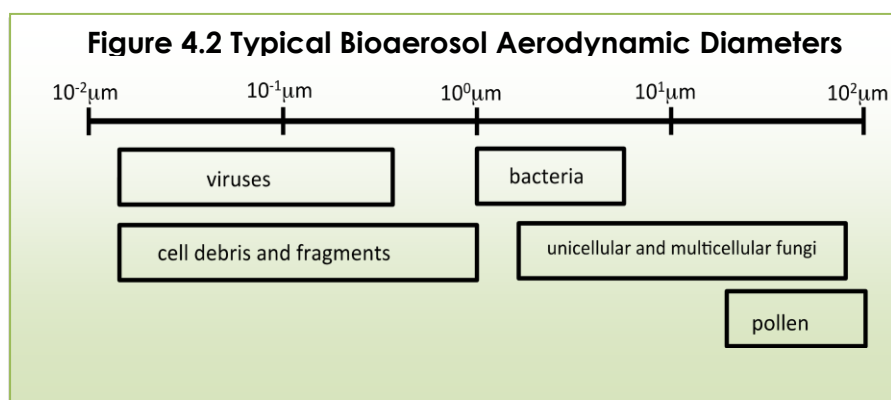 Figure 4.2 Typical Bioaerosol Aerodynamic Diameters
10⁻²μm 10⁻¹μm 10⁰μm 10¹μm 10²μm
viruses bacteria
cell debris and fragments unicellular and multicellular fungi
pollen